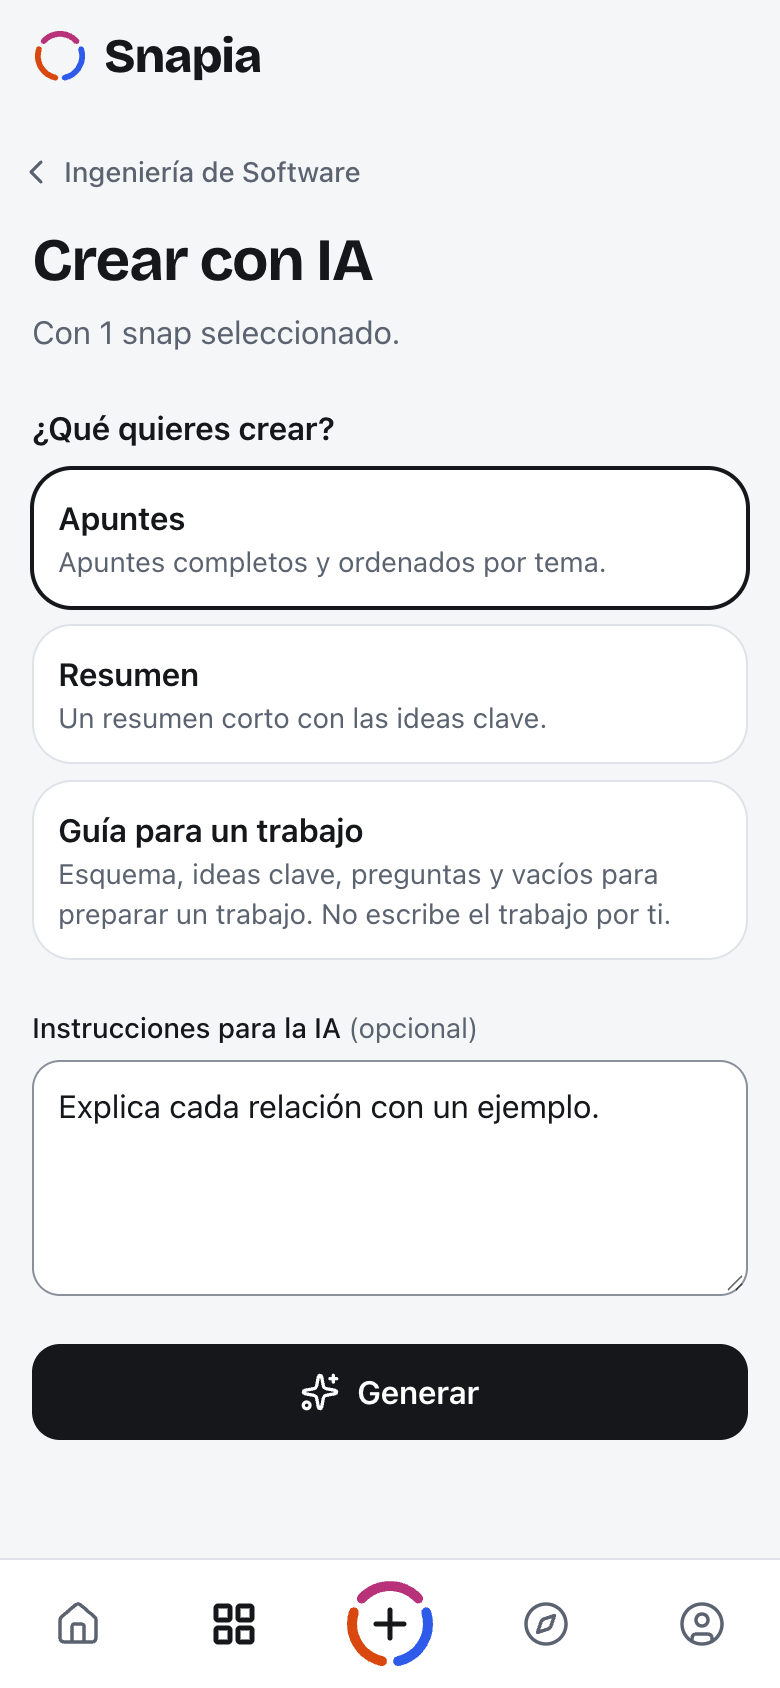 Snapia
Ingeniería de Software
Crear con IA
Con 1 snap seleccionado.
¿Qué quieres crear?
Apuntes
Apuntes completos y ordenados por tema.
Resumen
Un resumen corto con las ideas clave.
Guía para un trabajo
Esquema, ideas clave, preguntas y vacíos para
preparar un trabajo. No escribe el trabajo por ti.
Instrucciones para la IA (opcional)
Explica cada relación con un ejemplo.
Generar